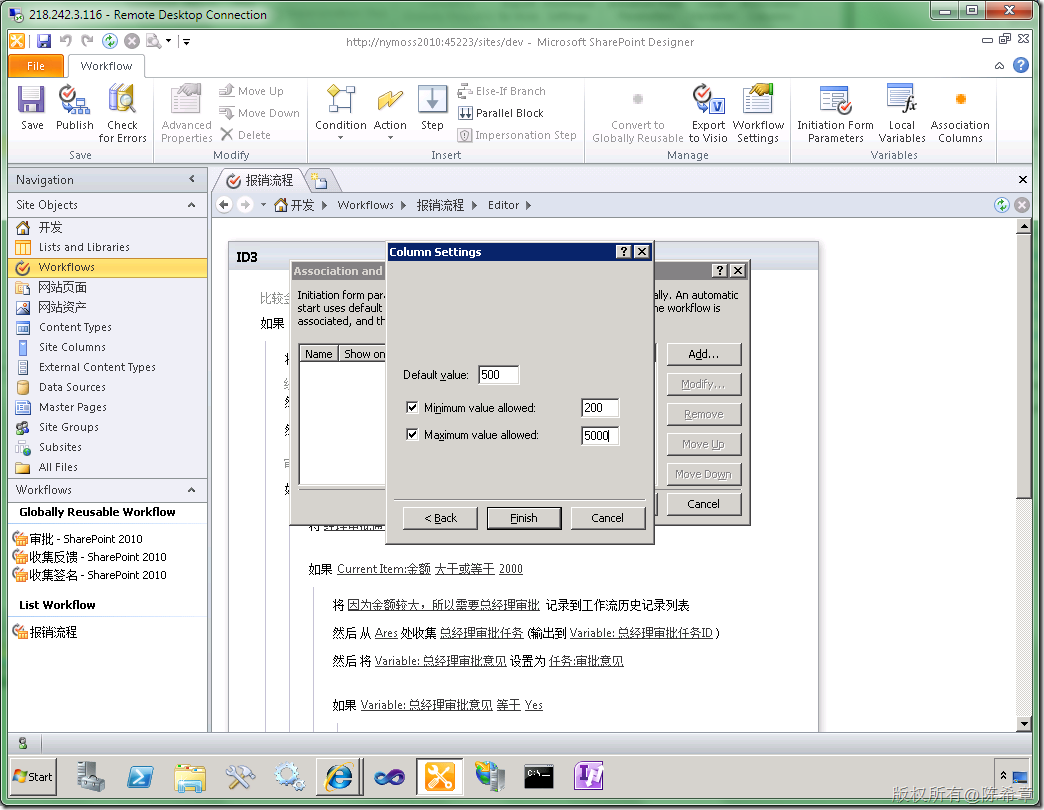 218.242.3.116 - Remote Desktop Connection
http://nymoss2010:45223/sites/dev - Microsoft SharePoint Designer
File Workflow
Save Publish Check for Errors
Advanced Properties Move Up Move Down Delete
Condition Action Step Else-If Branch Parallel Block Impersonation Step
Convert to Globally Reusable Export to Visio Workflow Settings
Initiation Form Parameters Local Variables Association Columns
Save Modify Insert Manage Variables
Navigation
报销流程
Site Objects
开发 Workflows 报销流程 Editor
开发
Lists and Libraries
Workflows
网站页面
网站资产
Content Types
Site Columns
External Content Types
Data Sources
Master Pages
Site Groups
Subsites
All Files
Workflows
Globally Reusable Workflow
审批 - SharePoint 2010
收集反馈 - SharePoint 2010
收集签名 - SharePoint 2010
List Workflow
报销流程
ID3
比较
如果
Association and
Initiation form par
ally. An automatic
start uses default
e workflow is
associated, and th
Name Show on
Add...
Modify...
Remove
Move Up
Move Down
Cancel
Column Settings
Default value: 500
Minimum value allowed: 200
Maximum value allowed: 5000
< Back Finish Cancel
如果 Current Item:金额 大于或等于 2000
将 因为金额较大，所以需要总经理审批 记录到工作流历史记录列表
然后 从 Ares 处收集 总经理审批任务 (输出到 Variable: 总经理审批任务ID )
然后 将 Variable: 总经理审批意见 设置为 任务:审批意见
如果 Variable: 总经理审批意见 等于 Yes
Start
版权所有@陈希章